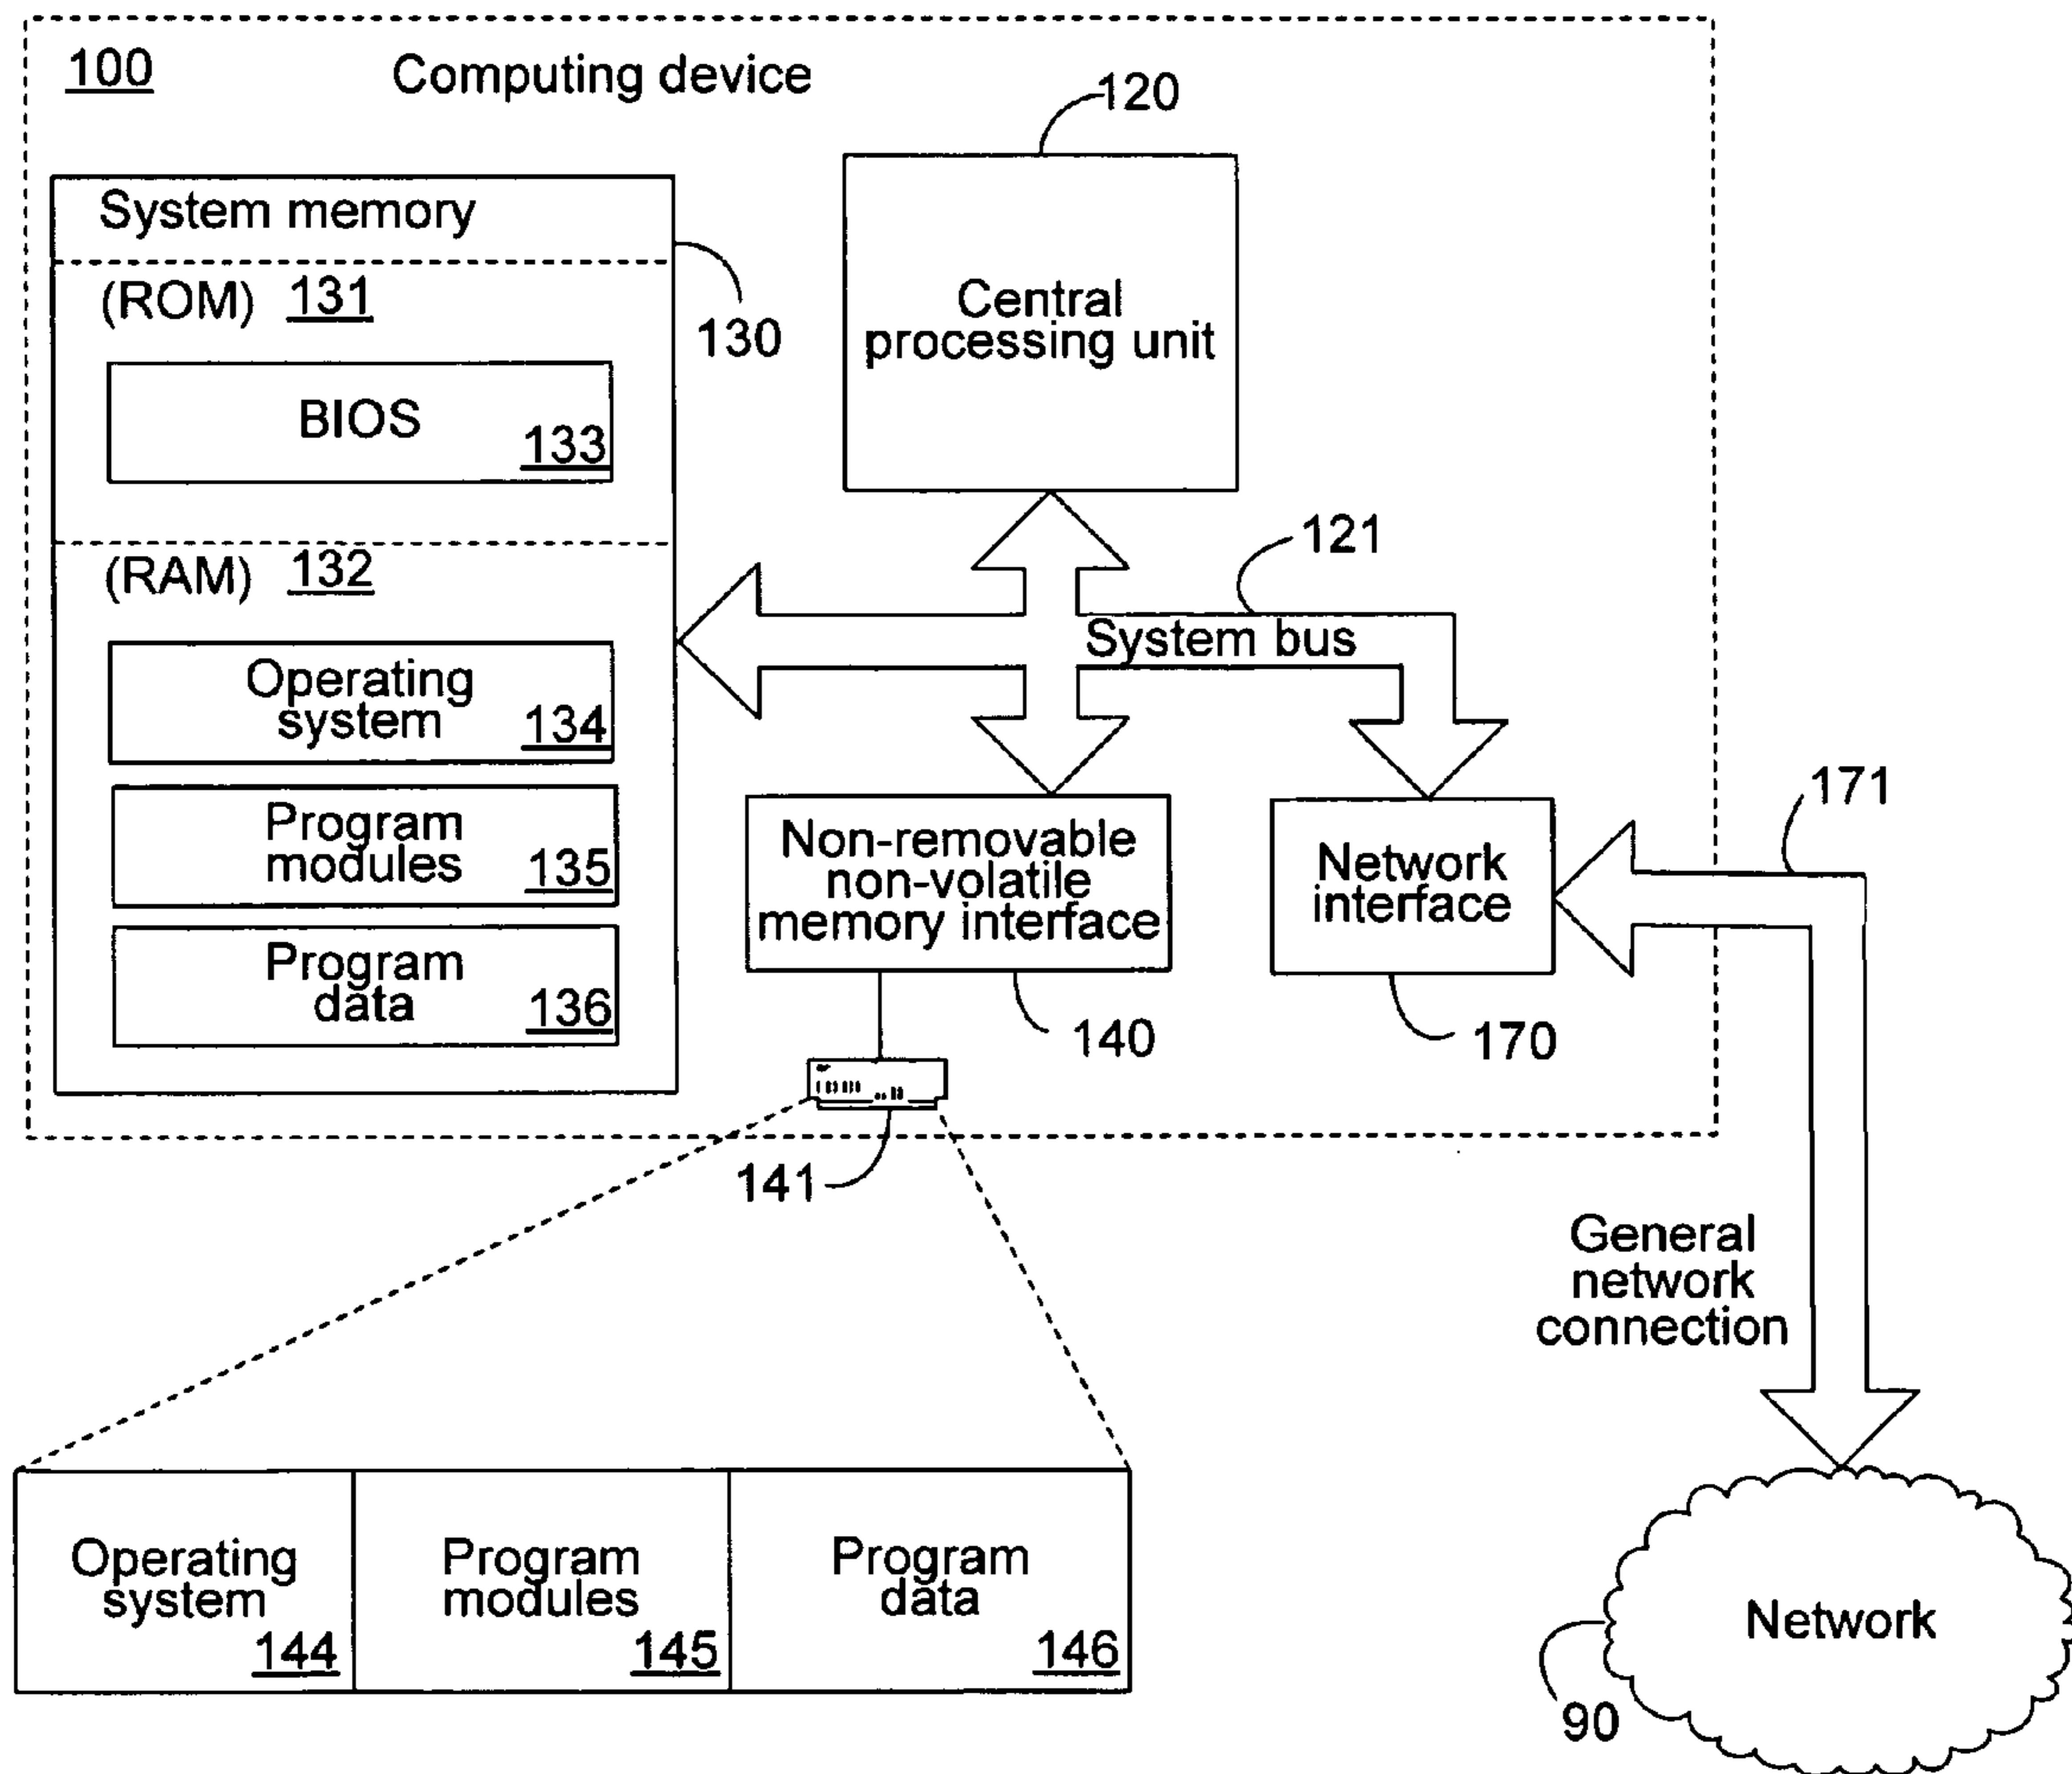 100 Computing device
120
System memory
(ROM) 131
130
Central
processing unit
BIOS
133
121
(RAM) 132
System bus
Operating
system 134
171
Program
modules 135
Non-removable
non-volatile
memory interface
Network
interface
Program
data 136
140
170
141
General
network
connection
Operating
system
144
Program
modules
145
Program
data
146
Network
90